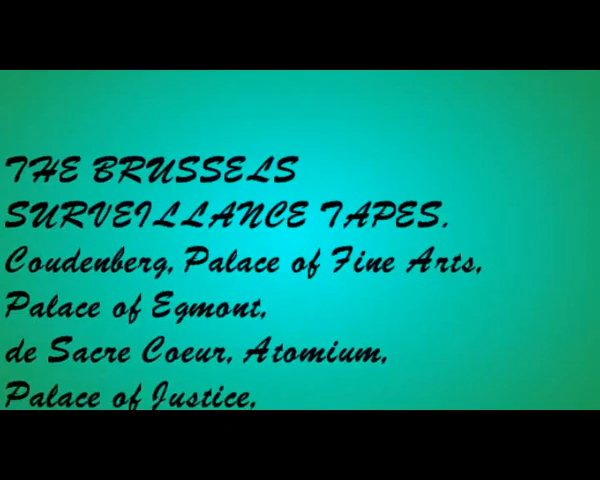 THE BRUSSELS
SURVEILLANCE TAPES.
Coudenberg, Palace of Fine Arts,
Palace of Egmont,
de Sacre Coeur, Atomium,
Palace of Justice,